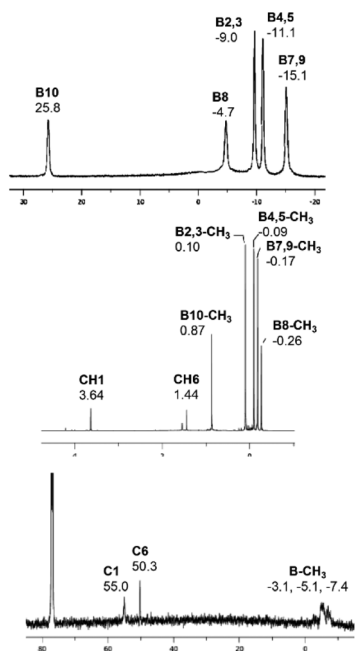 B4,5
-11.1
B2,3
-9.0
B7,9
-15.1
B10
25.8
B8
-4.7
30 20 10 0 -10 -20
B4,5-CH3
-0.09
B2,3-CH3
0.10
B7,9-CH3
-0.17
B10-CH3
0.87
B8-CH3
-0.26
CH1
3.64
CH6
1.44
C6
50.3
C1
55.0
B-CH3
-3.1, -5.1, -7.4
80 60 40 20 0